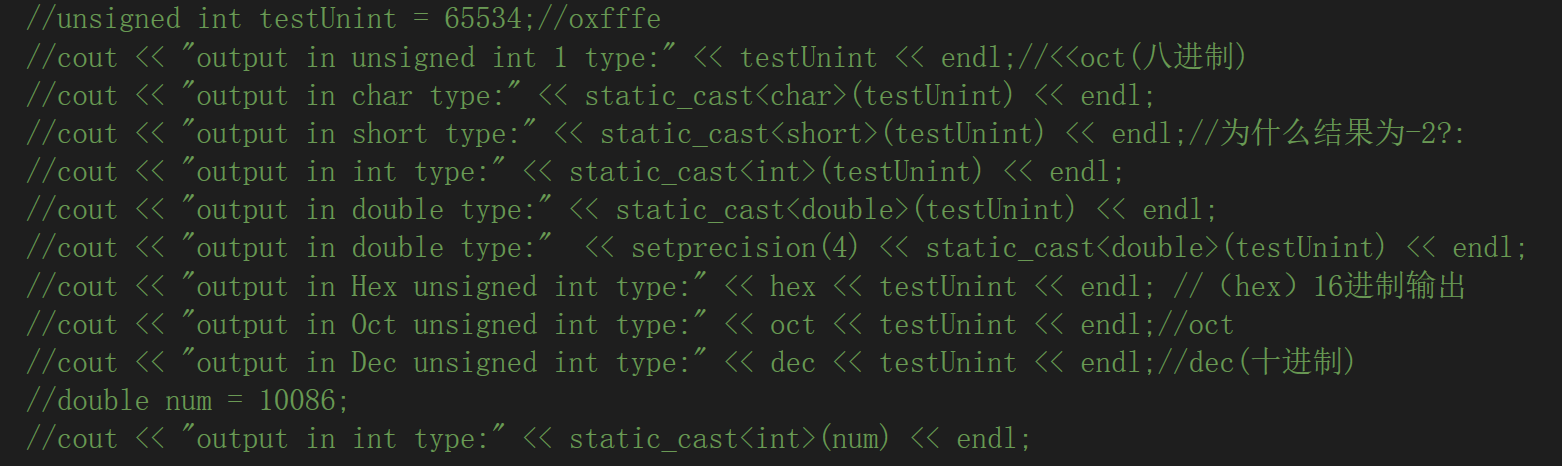 //unsigned int testUnint = 65534;//oxfffe
//cout << "output in unsigned int 1 type:" << testUnint << endl;//<<oct(八进制)
//cout << "output in char type:" << static_cast<char>(testUnint) << endl;
//cout << "output in short type:" << static_cast<short>(testUnint) << endl;//为什么结果为-2?:
//cout << "output in int type:" << static_cast<int>(testUnint) << endl;
//cout << "output in double type:" << static_cast<double>(testUnint) << endl;
//cout << "output in double type:"  << setprecision(4) << static_cast<double>(testUnint) << endl;
//cout << "output in Hex unsigned int type:" << hex << testUnint << endl; //（hex）16进制输出
//cout << "output in Oct unsigned int type:" << oct << testUnint << endl;//oct
//cout << "output in Dec unsigned int type:" << dec << testUnint << endl;//dec(十进制)
//double num = 10086;
//cout << "output in int type:" << static_cast<int>(num) << endl;